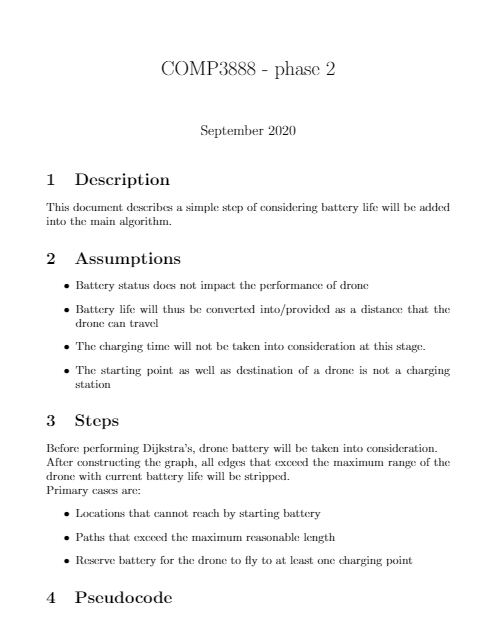 COMP3888 - phase 2
September 2020
1 Description
This document describes a simple step of considering battery life will be added
into the main algorithm.
2 Assumptions
• Battery status does not impact the performance of drone
• Battery life will thus be converted into/provided as a distance that the
drone can travel
• The charging time will not be taken into consideration at this stage.
• The starting point as well as destination of a drone is not a charging
station
3 Steps
Before performing Dijkstra's, drone battery will be taken into consideration.
After constructing the graph, all edges that exceed the maximum range of the
drone with current battery life will be stripped.
Primary cases are:
• Locations that cannot reach by starting battery
• Paths that exceed the maximum reasonable length
• Reserve battery for the drone to fly to at least one charging point
4 Pseudocode